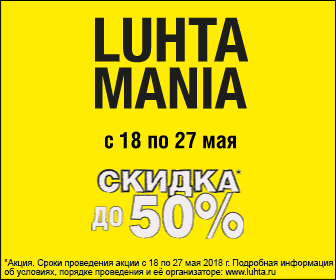 LUHTA
MANIA
с 18 по 27 мая
СКИДКА*
ДО 50%
*Акция. Сроки проведения акции с 18 по 27 мая 2018 г. Подробная информация
об условиях, порядке проведения и её организаторе: www.luhta.ru